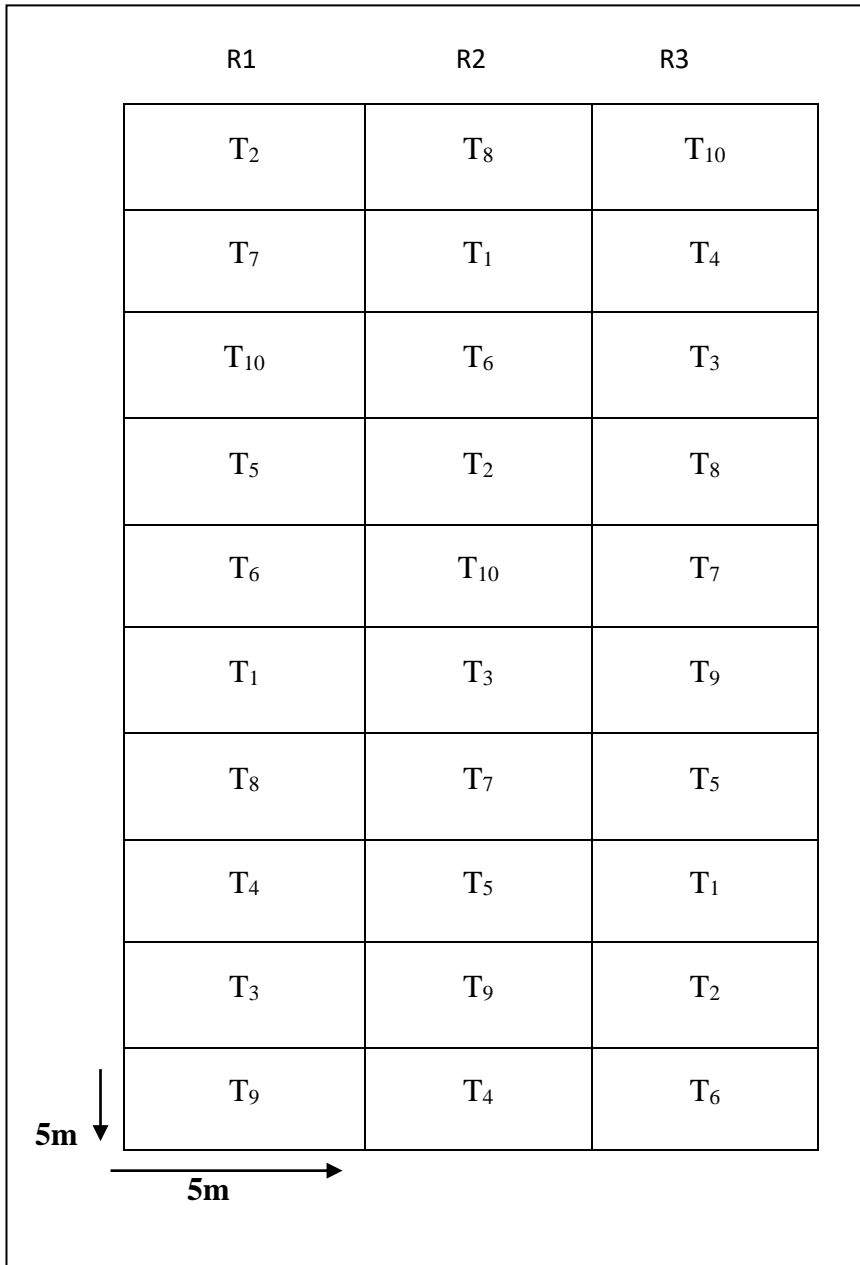 R1 R2 R3
T₂ T₈ T₁₀
T₇ T₁ T₄
T₁₀ T₆ T₃
T₅ T₂ T₈
T₆ T₁₀ T₇
T₁ T₃ T₉
T₈ T₇ T₅
T₄ T₅ T₁
T₃ T₉ T₂
T₉ T₄ T₆
5m
5m